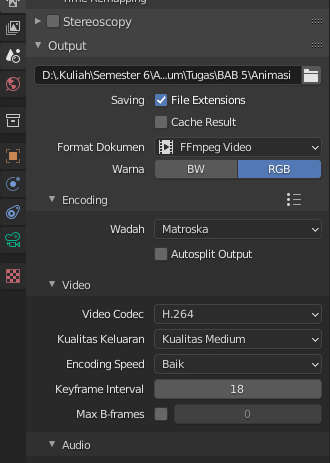 Time Remapping
Stereoscopy
Output
D:\.Kuliah\Semester 6\A...um\Tugas\BAB 5\Animasi
Saving File Extensions
Cache Result
Format Dokumen FFmpeg Video
Warna BW RGB
Encoding
Wadah Matroska
Autosplit Output
Video
Video Codec H.264
Kualitas Keluaran Kualitas Medium
Encoding Speed Baik
Keyframe Interval 18
Max B-frames 0
Audio